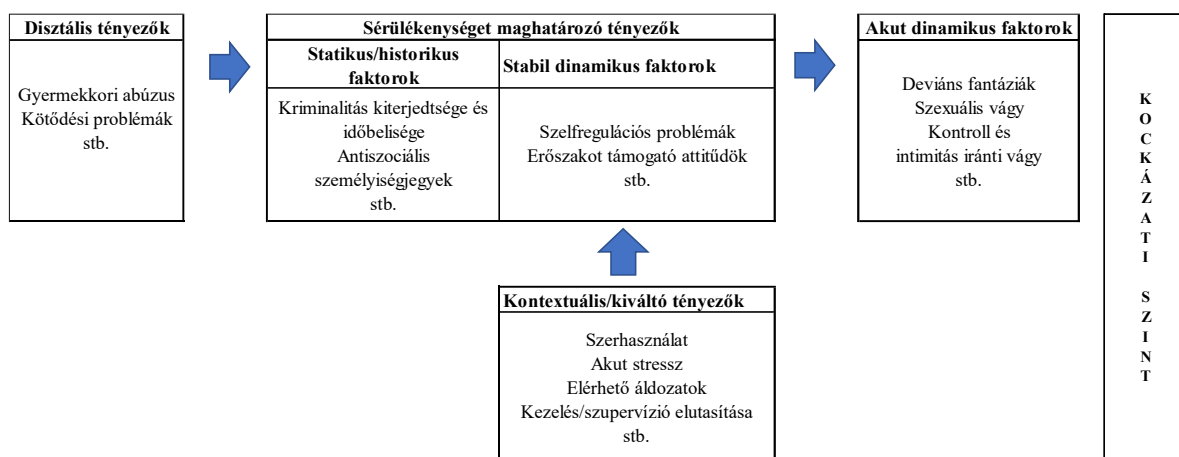 Disztális tényezők
Gyermekkori abúzus
Kötődési problémák
stb.
Sérülékenységet maghatározó tényezők
Statikus/historikus
faktorok
Kriminalitás kiterjedtsége és
időbelisége
Antiszociális
személyiségjegyek
stb.
Stabil dinamikus faktorok
Szelfregulációs problémák
Erőszakot támogató attitűdök
stb.
Kontextuális/kiváltó tényezők
Szerhasználat
Akut stressz
Elérhető áldozatok
Kezelés/szupervízió elutasítása
stb.
Akut dinamikus faktorok
Deviáns fantáziák
Szexuális vágy
Kontroll és
intimitás iránti vágy
stb.
K
O
C
K
Á
Z
A
T
I
S
Z
I
N
T